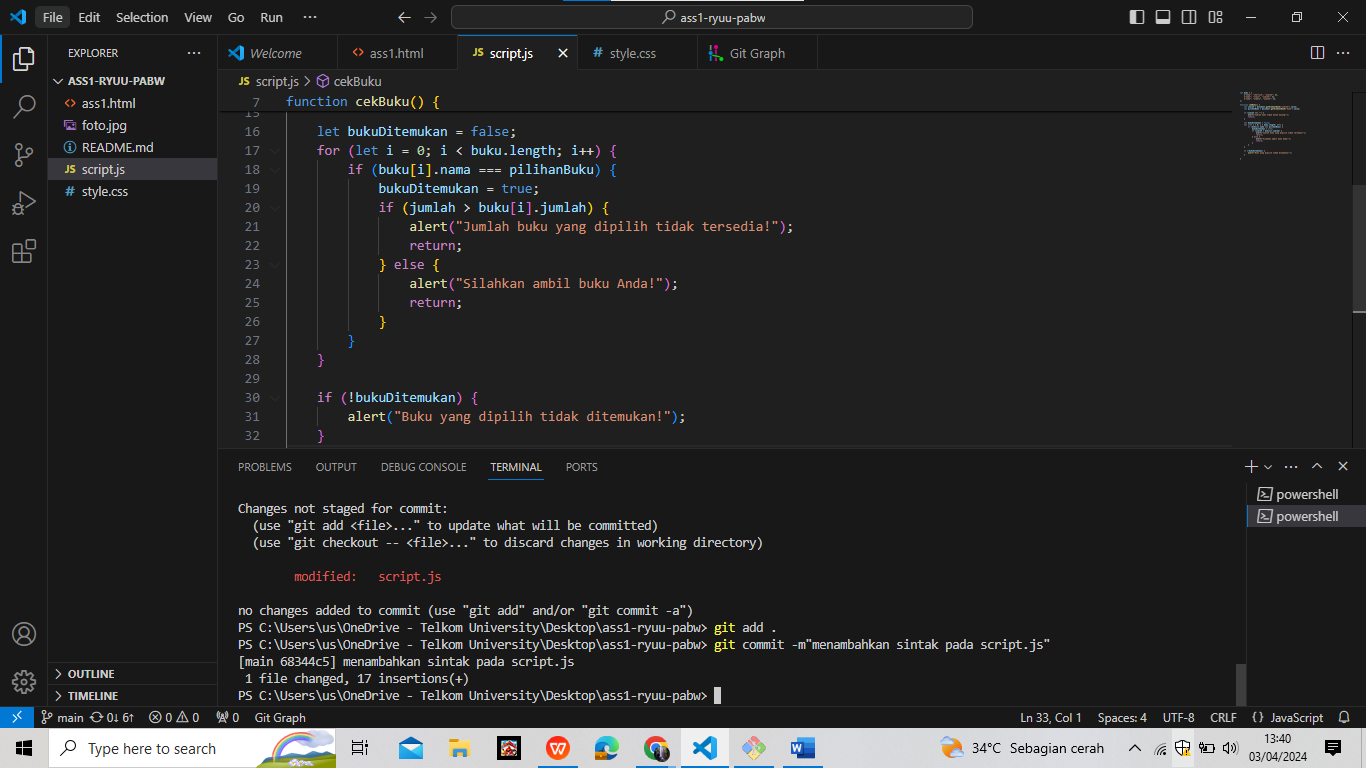 File Edit Selection View Go Run ··· ass1-ryuu-pabw
EXPLORER ···
ASS1-RYUU-PABW
<> ass1.html
foto.jpg
README.md
JS script.js
# style.css
OUTLINE
TIMELINE
Welcome <> ass1.html JS script.js # style.css Git Graph ···
JS script.js > cekBuku
7 function cekBuku() {
15
16 let bukuDitemukan = false;
17 for (let i = 0; i < buku.length; i++) {
18 if (buku[i].nama === pilihanBuku) {
19 bukuDitemukan = true;
20 if (jumlah > buku[i].jumlah) {
21 alert("Jumlah buku yang dipilih tidak tersedia!");
22 return;
23 } else {
24 alert("Silahkan ambil buku Anda!");
25 return;
26 }
27 }
28 }
29
30 if (!bukuDitemukan) {
31 alert("Buku yang dipilih tidak ditemukan!");
32 }
PROBLEMS OUTPUT DEBUG CONSOLE TERMINAL PORTS
powershell
powershell
Changes not staged for commit:
(use "git add <file>..." to update what will be committed)
(use "git checkout -- <file>..." to discard changes in working directory)
modified: script.js
no changes added to commit (use "git add" and/or "git commit -a")
PS C:\Users\us\OneDrive - Telkom University\Desktop\ass1-ryuu-pabw> git add .
PS C:\Users\us\OneDrive - Telkom University\Desktop\ass1-ryuu-pabw> git commit -m"menambahkan sintak pada script.js"
[main 68344c5] menambahkan sintak pada script.js
1 file changed, 17 insertions(+)
PS C:\Users\us\OneDrive - Telkom University\Desktop\ass1-ryuu-pabw>
main 0↓ 6↑ 0 0 0 Git Graph Ln 33, Col 1 Spaces: 4 UTF-8 CRLF {} JavaScript
Type here to search 34°C Sebagian cerah 13:40
03/04/2024